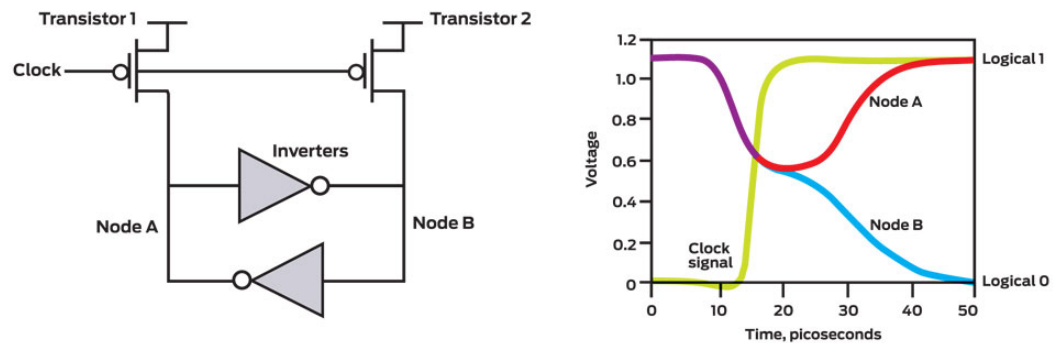 Transistor 1
Transistor 2
Clock
Inverters
Node A
Node B
1.2
1.0
0.8
0.6
0.4
0.2
0
Voltage
Logical 1
Node A
Node B
Clock
signal
Logical 0
0
10
20
30
40
50
Time, picoseconds